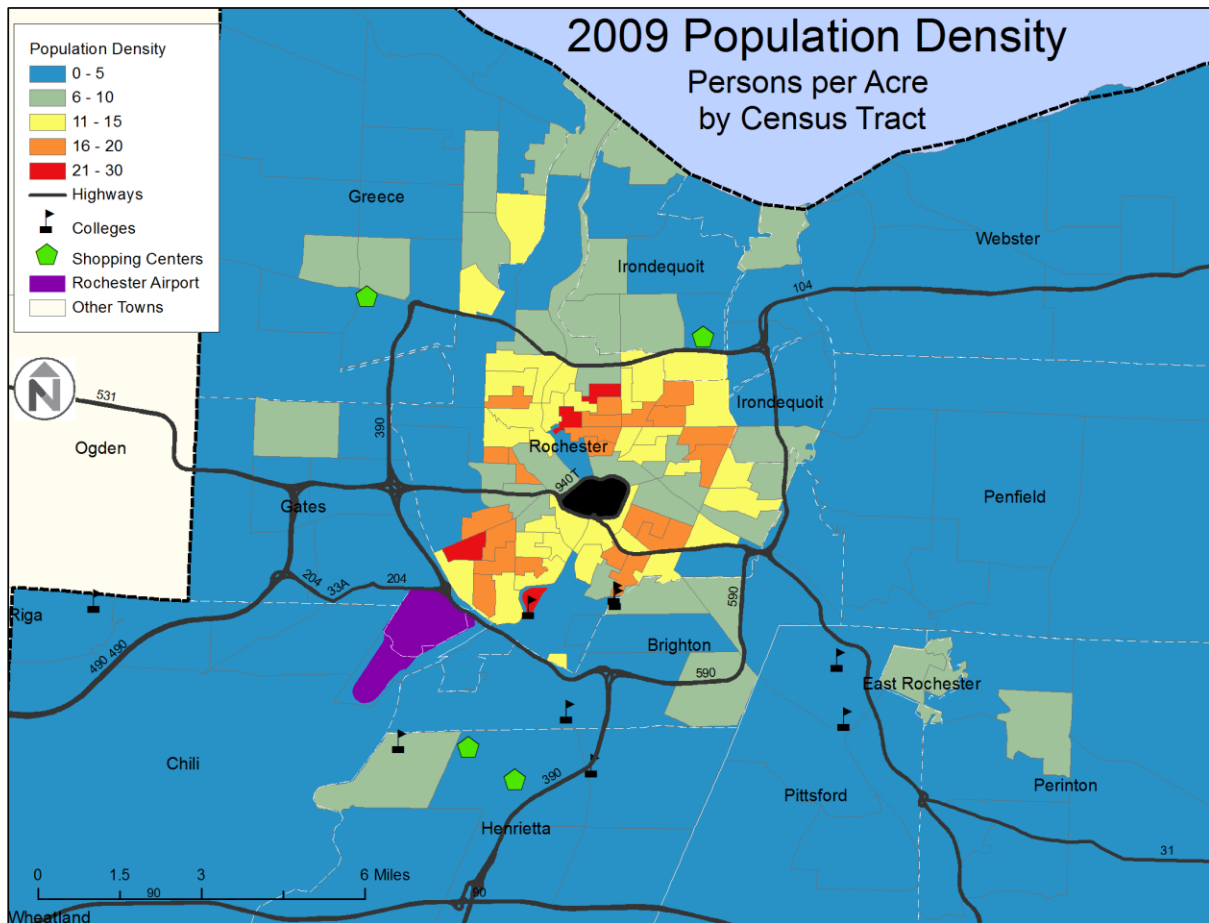 2009 Population Density
Persons per Acre
by Census Tract
Population Density
0 - 5
6 - 10
11 - 15
16 - 20
21 - 30
Highways
Colleges
Shopping Centers
Rochester Airport
Other Towns
N
Greece
Webster
Irondequoit
104
531
390
Irondequoit
Ogden
Rochester
940T
Gates
Penfield
204
33A
204
590
Riga
490
490
Brighton
590
East Rochester
Chili
390
Pittsford
Perinton
Henrietta
31
0 1.5 3 6 Miles
90
90
Wheatland